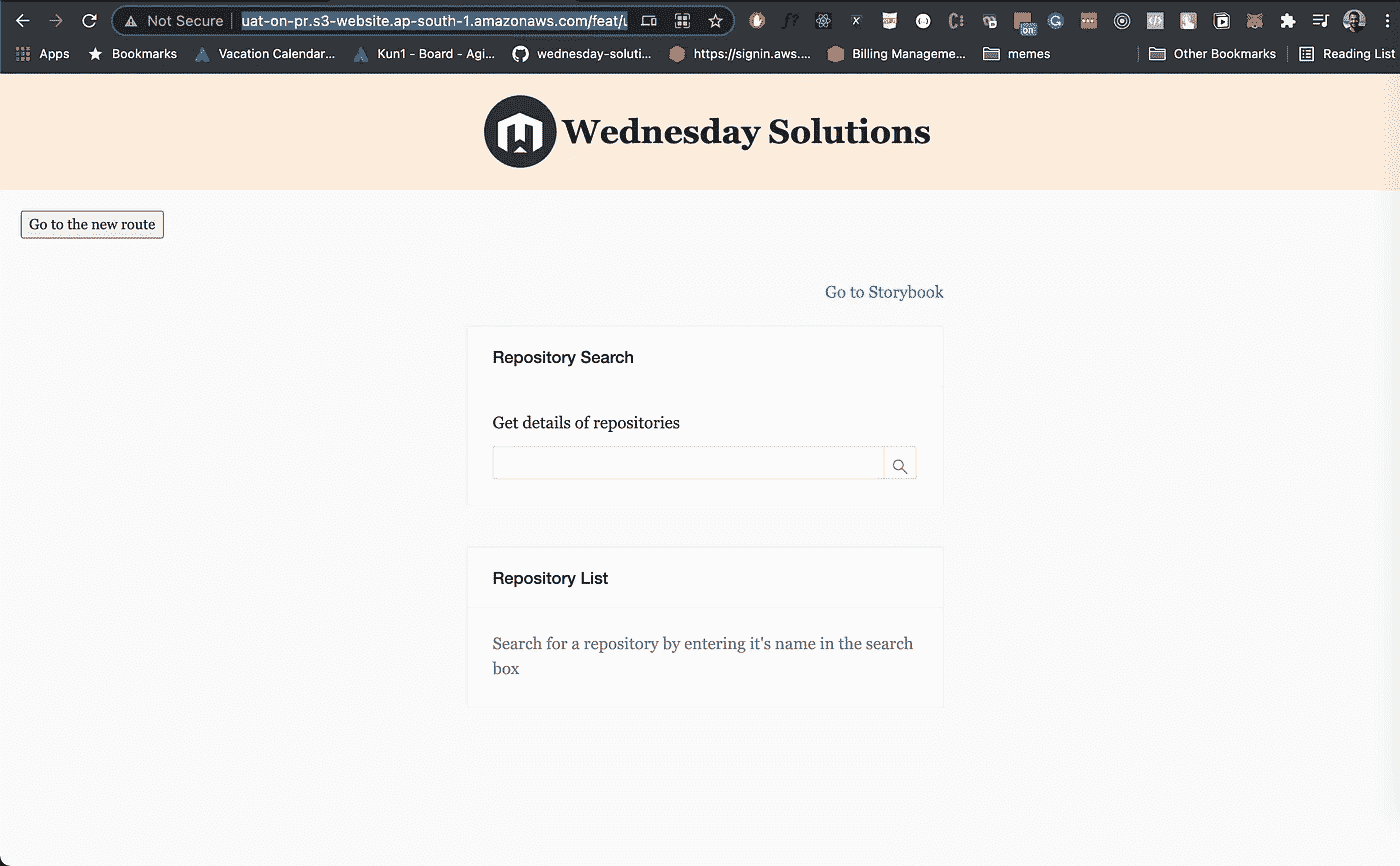 Not Secure uat-on-pr.s3-website.ap-south-1.amazonaws.com/feat/u
Apps Bookmarks Vacation Calendar... Kun1 - Board - Agi... wednesday-soluti... https://signin.aws.... Billing Manageme... memes Other Bookmarks Reading List
Wednesday Solutions
Go to the new route
Go to Storybook
Repository Search
Get details of repositories
Repository List
Search for a repository by entering it's name in the search
box